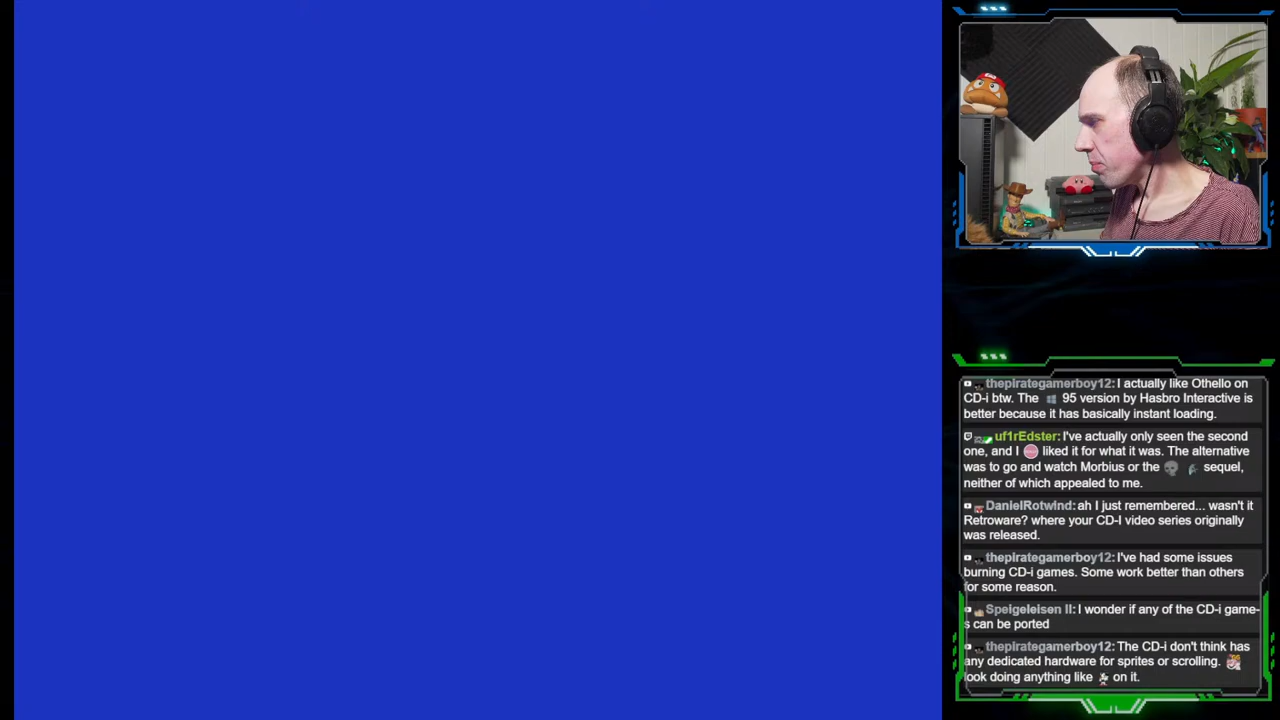 thepirategamerboy12: I actually like Othello on
CD-i btw. The 95 version by Hasbro Interactive is
better because it has basically instant loading.
uf1rEdster: I've actually only seen the second
one, and I liked it for what it was. The alternative
was to go and watch Morbius or the sequel,
neither of which appealed to me.
DanielRotwind: ah I just remembered... wasn't it
Retroware? where your CD-I video series originally
was released.
thepirategamerboy12: I've had some issues
burning CD-i games. Some work better than others
for some reason.
Speigeleisen II: I wonder if any of the CD-i game-
s can be ported
thepirategamerboy12: The CD-i don't think has
any dedicated hardware for sprites or scrolling.
look doing anything like on it.